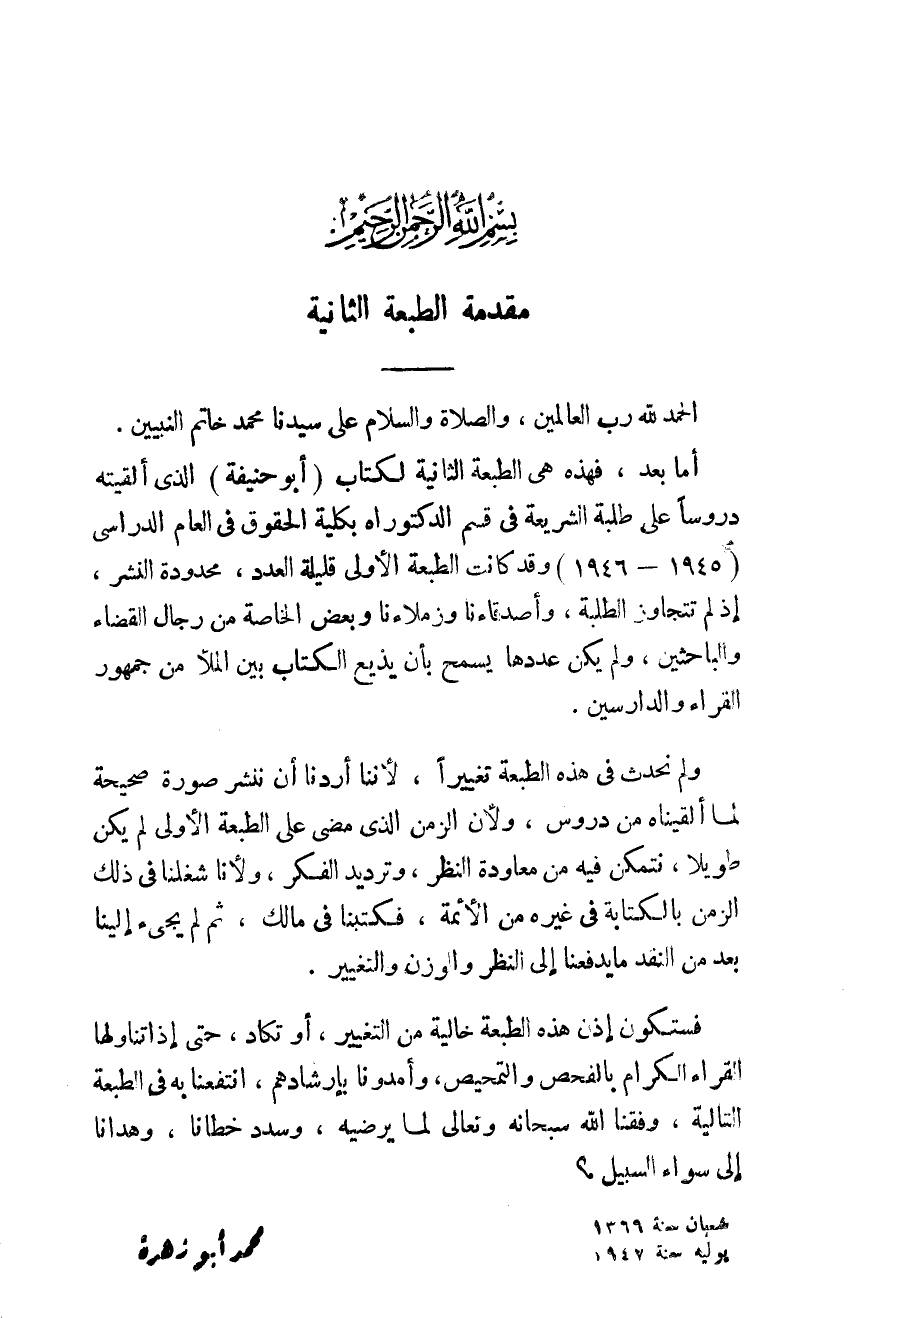 بسم الله الرحمن الرحيم
مقدمة الطبعة الثانية
الحمد لله رب العالمين ، والصلاة والسلام على سيدنا محمد خاتم النبيين .
أما بعد ، فهذه هى الطبعة الثانية لكتاب ( أبو حنيفة ) الذى ألقيته
دروساً على طلبة الشريعة فى قسم الدكتوراه بكلية الحقوق فى العام الدراسى
( ١٩٤٥ — ١٩٤٦ ) وقد كانت الطبعة الأولى قليلة العدد ، محدودة النشر ،
إذ لم تتجاوز الطلبة ، وأصدقاءنا وزملاءنا وبعض الخاصة من رجال القضاء
والباحثين ، ولم يكن عددها يسمح بأن يذيع الكتاب بين الملأ من جمهور
القراء والدارسين .
ولم نحدث فى هذه الطبعة تغييراً ، لأننا أردنا أن ننشر صورة صحيحة
لما ألقيناه من دروس ، ولأن الزمن الذى مضى على الطبعة الأولى لم يكن
طويلا ، نتمكن فيه من معاودة النظر ، وترديد الفكر ، ولأنا شغلنا فى ذلك
الزمن بالكتابة فى غيره من الأئمة ، فكتبنا فى مالك ، ثم لم يجىء إلينا
بعد من النقد مايدفعنا إلى النظر والوزن والتغيير .
فستكون إذن هذه الطبعة خالية من التغيير ، أو تكاد ، حتى إذا تناولها
القراء الكرام بالفحص والتمحيص، وأمدونا بإرشادهم ، انتفعنا به فى الطبعة
التالية ، وفقنا الله سبحانه وتعالى لما يرضيه ، وسدد خطانا ، وهدانا
إلى سواء السبيل ؟
شعبان سنة ١٣٦٩
يوليه سنة ١٩٤٧
محمد أبو زهرة